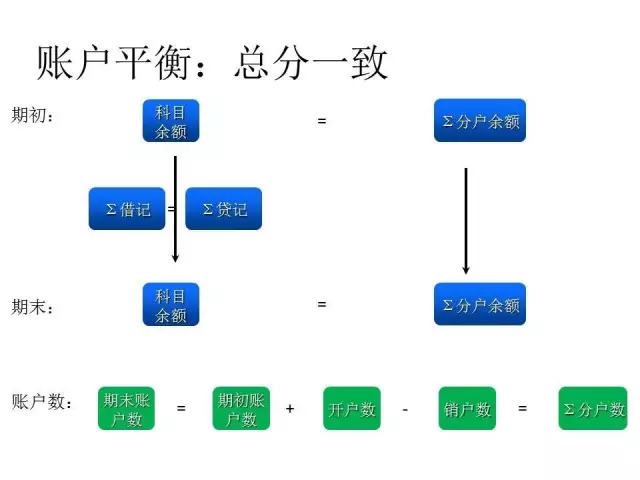 账户平衡：总分一致
期初：
科目
余额
=
Σ分户余额
Σ借记
=
Σ贷记
期末：
科目
余额
=
Σ分户余额
账户数：
期末账
户数
=
期初账
户数
+
开户数
-
销户数
=
Σ分户数